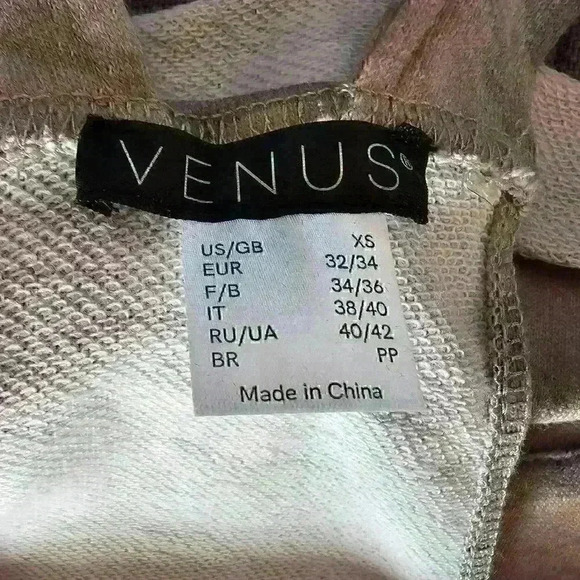 VENUS®
US/GB XS
EUR 32/34
F/B 34/36
IT 38/40
RU/UA 40/42
BR PP
Made in China